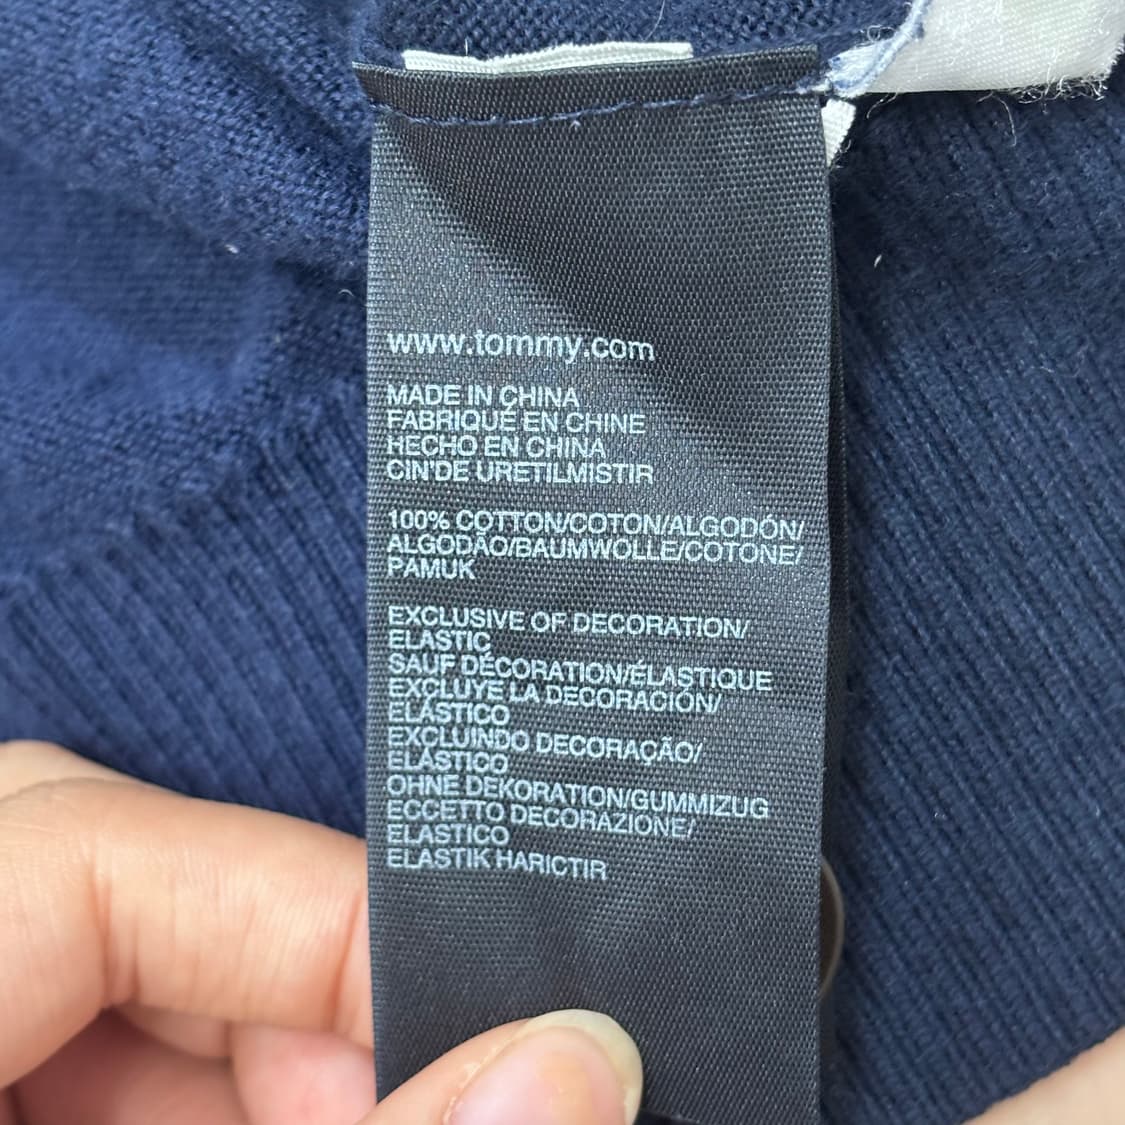 www.tommy.com
MADE IN CHINA
FABRIQUÉ EN CHINE
HECHO EN CHINA
CIN'DE URETILMISTIR
100% COTTON/COTON/ALGODÓN/
ALGODÃO/BAUMWOLLE/COTONE/
PAMUK
EXCLUSIVE OF DECORATION/
ELASTIC
SAUF DÉCORATION/ÉLASTIQUE
EXCLUYE LA DECORACIÓN/
ELÁSTICO
EXCLUINDO DECORAÇÃO/
ELÁSTICO
OHNE DEKORATION/GUMMIZUG
ECCETTO DECORAZIONE/
ELASTICO
ELASTIK HARICTIR